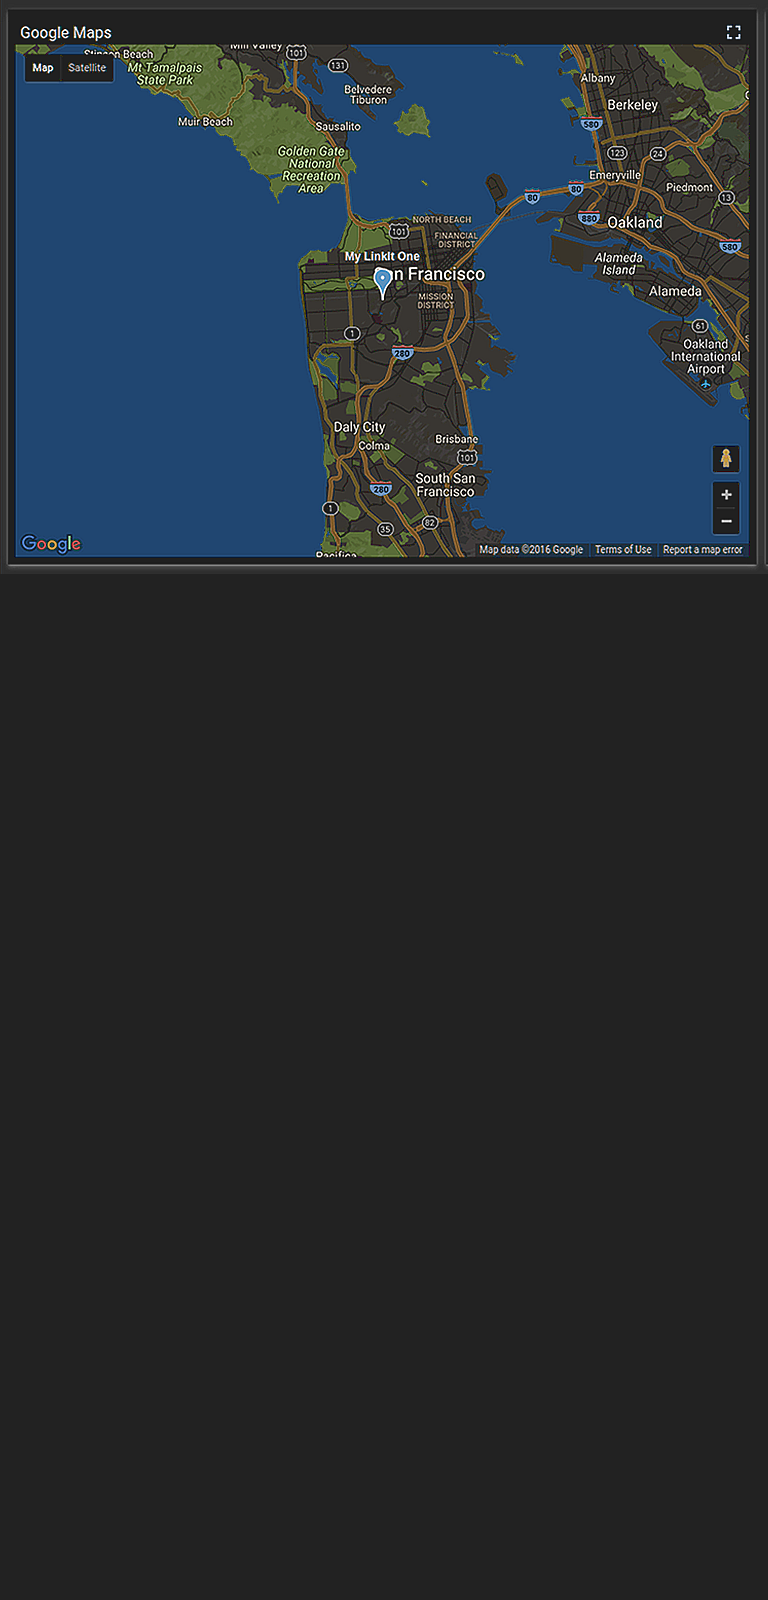 Google Maps
Stinson Beach
Mill Valley
101
131
Map
Satellite
Mt Tamalpais
State Park
Belvedere
Tiburon
Albany
Berkeley
Muir Beach
Sausalito
580
Golden Gate
National
Recreation
Area
123
24
Emeryville
80
80
Piedmont
13
NORTH BEACH
101
880
Oakland
FINANCIAL
DISTRICT
580
My LinkIt One
an Francisco
Alameda
Island
MISSION
DISTRICT
Alameda
1
61
280
Oakland
International
Airport
Daly City
Colma
Brisbane
101
South San
Francisco
280
1
35
82
Pacifica
+
−
Google
Map data ©2016 Google
Terms of Use
Report a map error